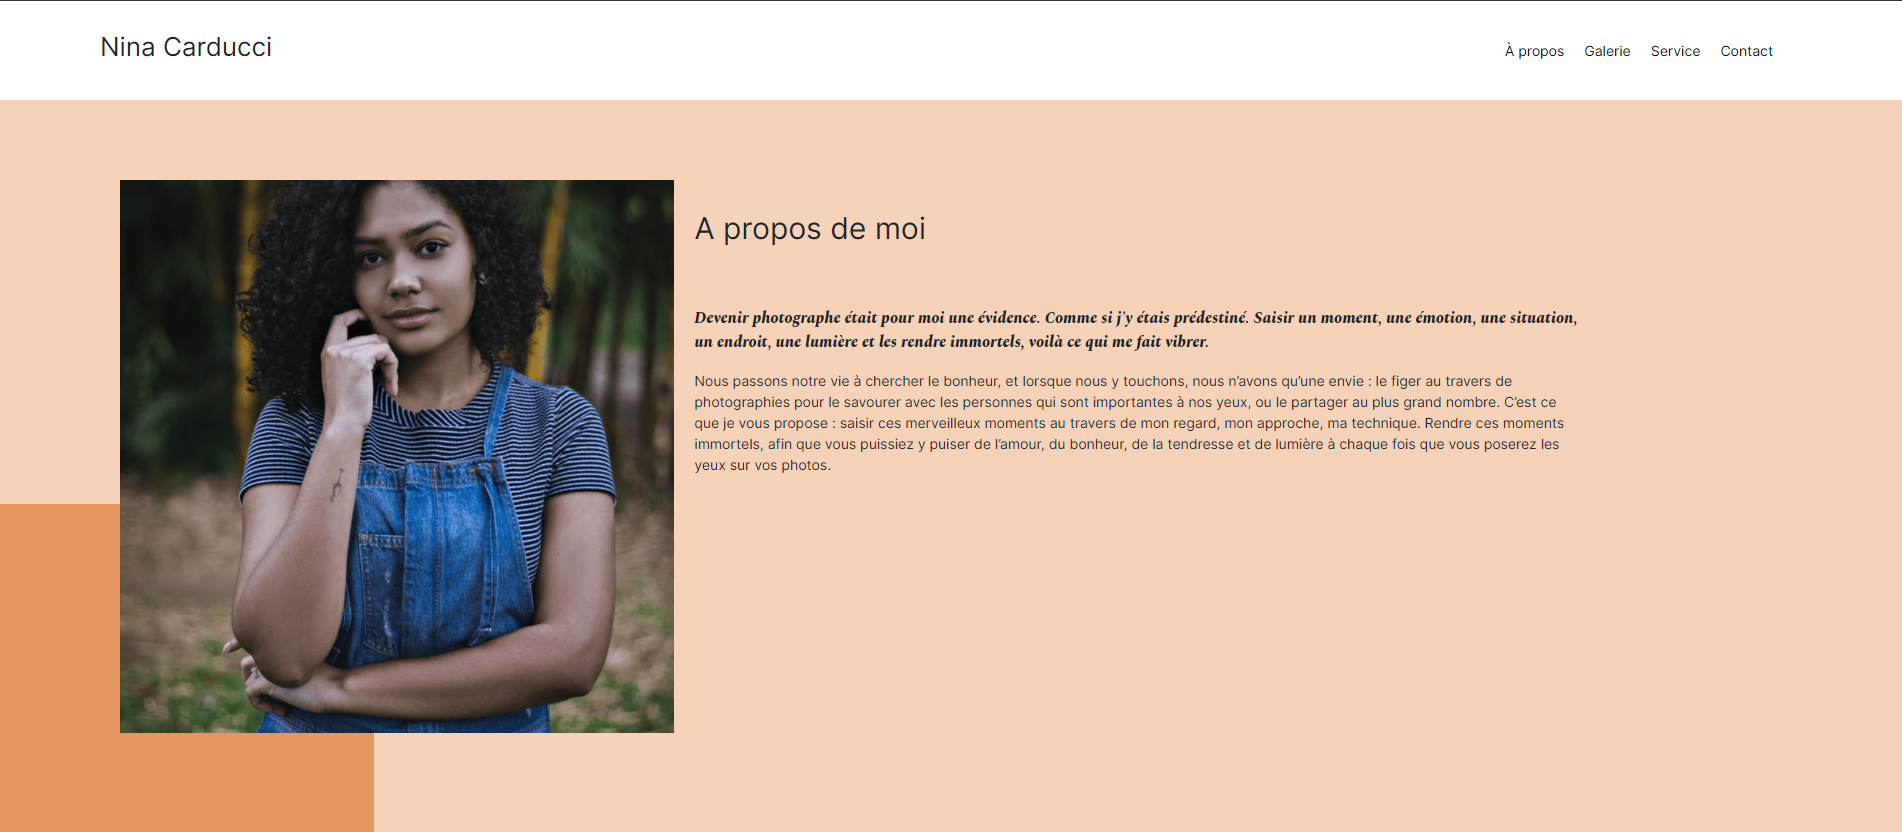 Nina Carducci
À propos Galerie Service Contact
A propos de moi
Devenir photographe était pour moi une évidence. Comme si j’y étais prédestiné. Saisir un moment, une émotion, une situation,
un endroit, une lumière et les rendre immortels, voilà ce qui me fait vibrer.
Nous passons notre vie à chercher le bonheur, et lorsque nous y touchons, nous n’avons qu’une envie : le figer au travers de
photographies pour le savourer avec les personnes qui sont importantes à nos yeux, ou le partager au plus grand nombre. C’est ce
que je vous propose : saisir ces merveilleux moments au travers de mon regard, mon approche, ma technique. Rendre ces moments
immortels, afin que vous puissiez y puiser de l’amour, du bonheur, de la tendresse et de lumière à chaque fois que vous poserez les
yeux sur vos photos.